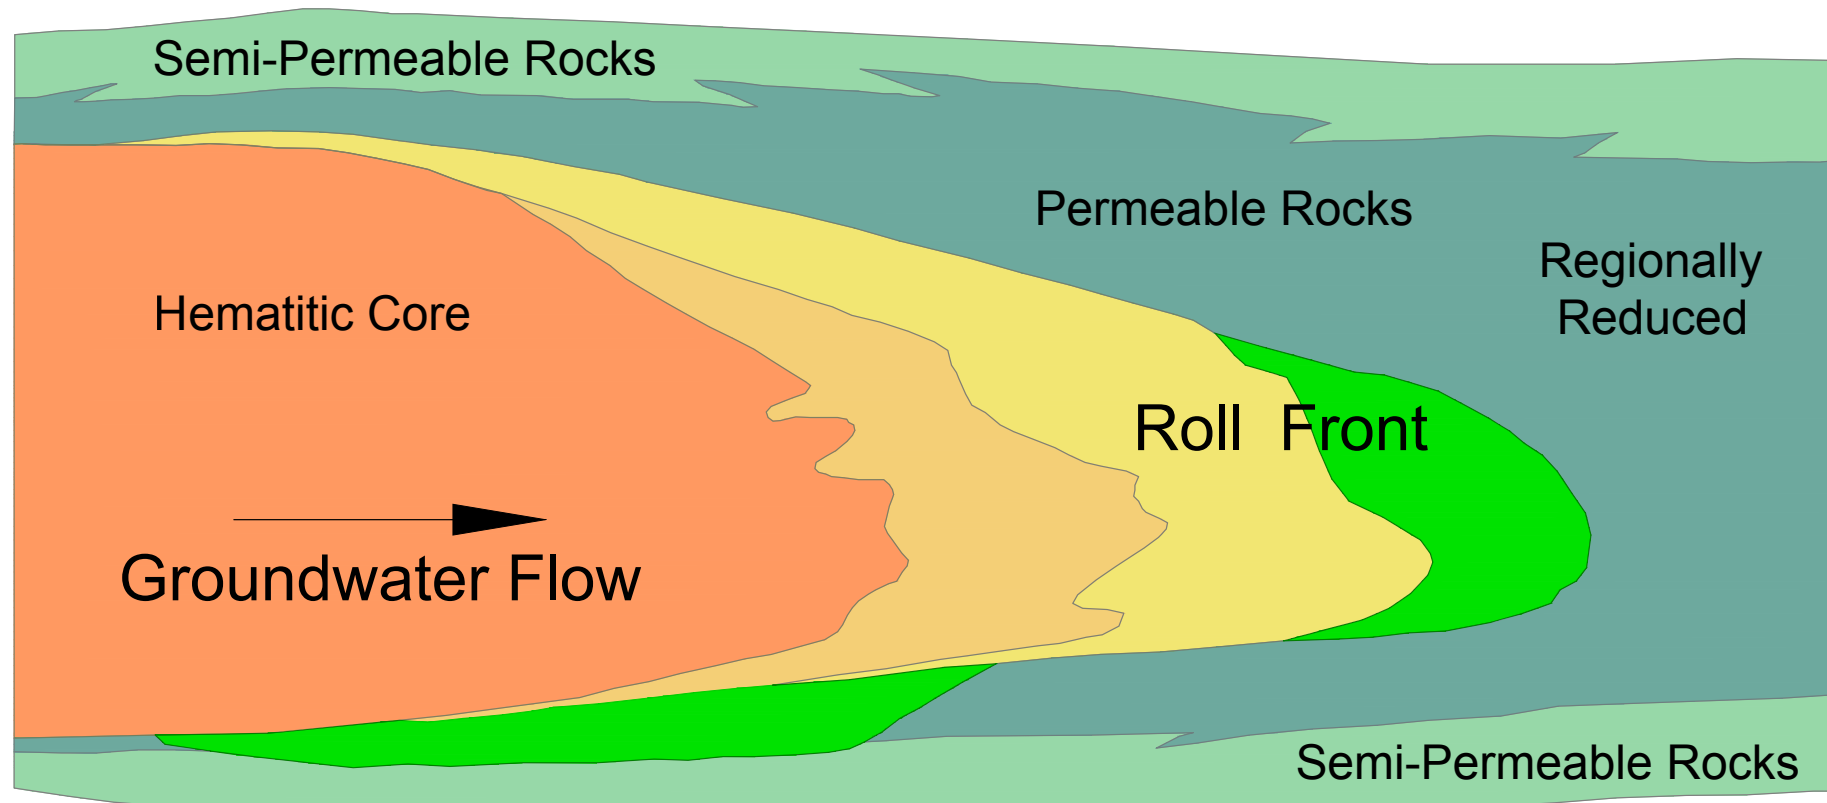 Semi-Permeable Rocks
Permeable Rocks
Regionally
Reduced
Hematitic Core
Roll Front
Groundwater Flow
Semi-Permeable Rocks